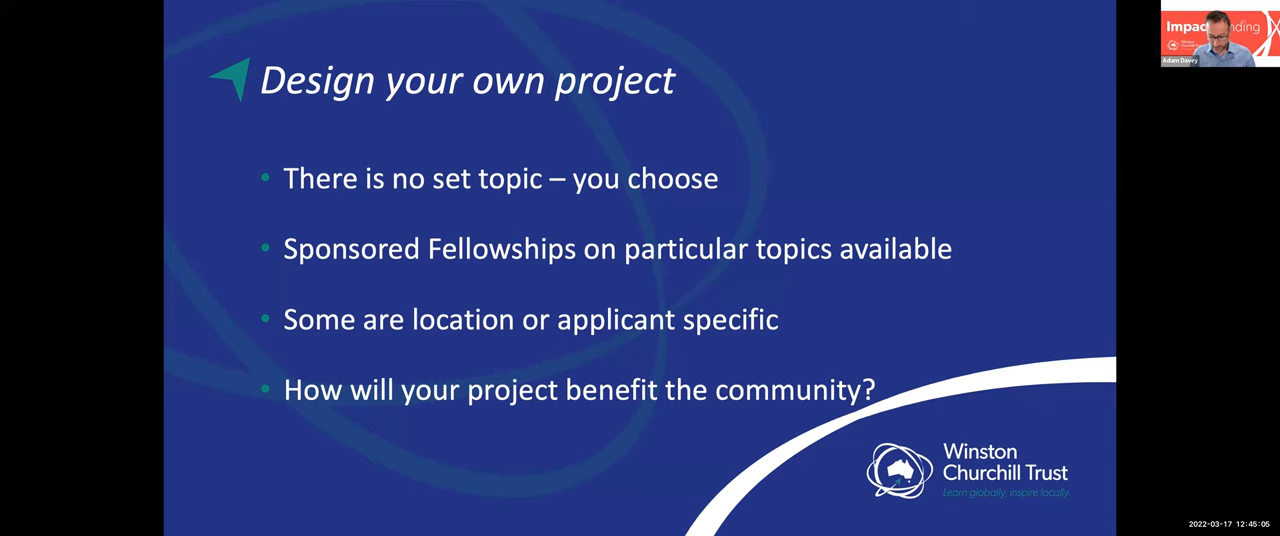 Design your own project
• There is no set topic – you choose
• Sponsored Fellowships on particular topics available
• Some are location or applicant specific
• How will your project benefit the community?
Winston
Churchill Trust
Learn globally, inspire locally.
Adam Davey
2022-03-17 12:45:05